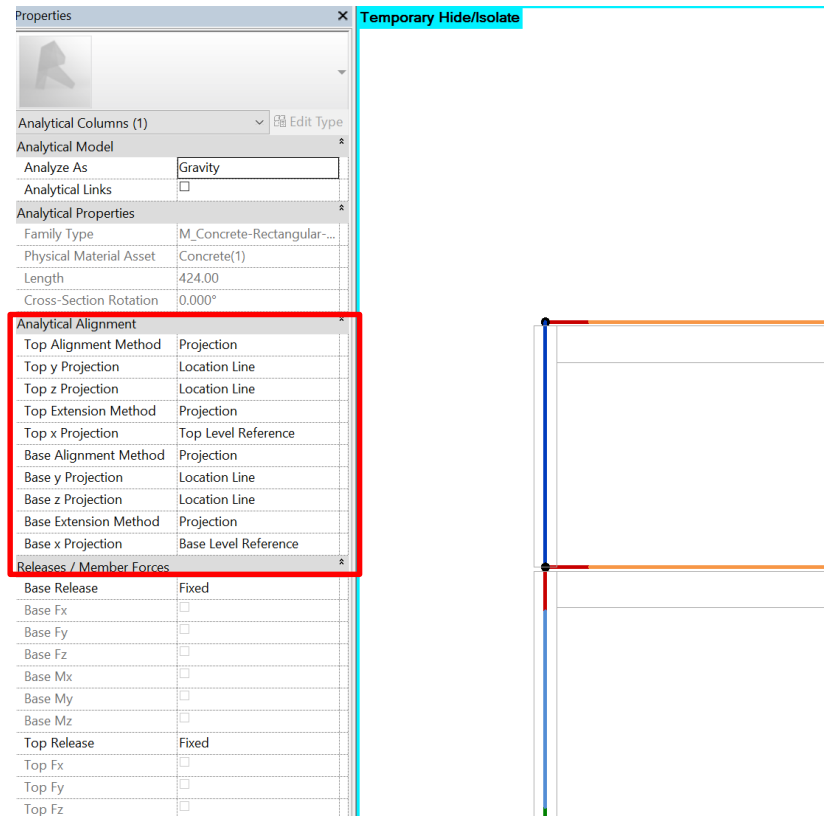 Properties
Temporary Hide/Isolate
Analytical Columns (1) Edit Type
Analytical Model
Analyze As Gravity
Analytical Links
Analytical Properties
Family Type M_Concrete-Rectangular-...
Physical Material Asset Concrete(1)
Length 424.00
Cross-Section Rotation 0.000°
Analytical Alignment
Top Alignment Method Projection
Top y Projection Location Line
Top z Projection Location Line
Top Extension Method Projection
Top x Projection Top Level Reference
Base Alignment Method Projection
Base y Projection Location Line
Base z Projection Location Line
Base Extension Method Projection
Base x Projection Base Level Reference
Releases / Member Forces
Base Release Fixed
Base Fx
Base Fy
Base Fz
Base Mx
Base My
Base Mz
Top Release Fixed
Top Fx
Top Fy
Top Fz